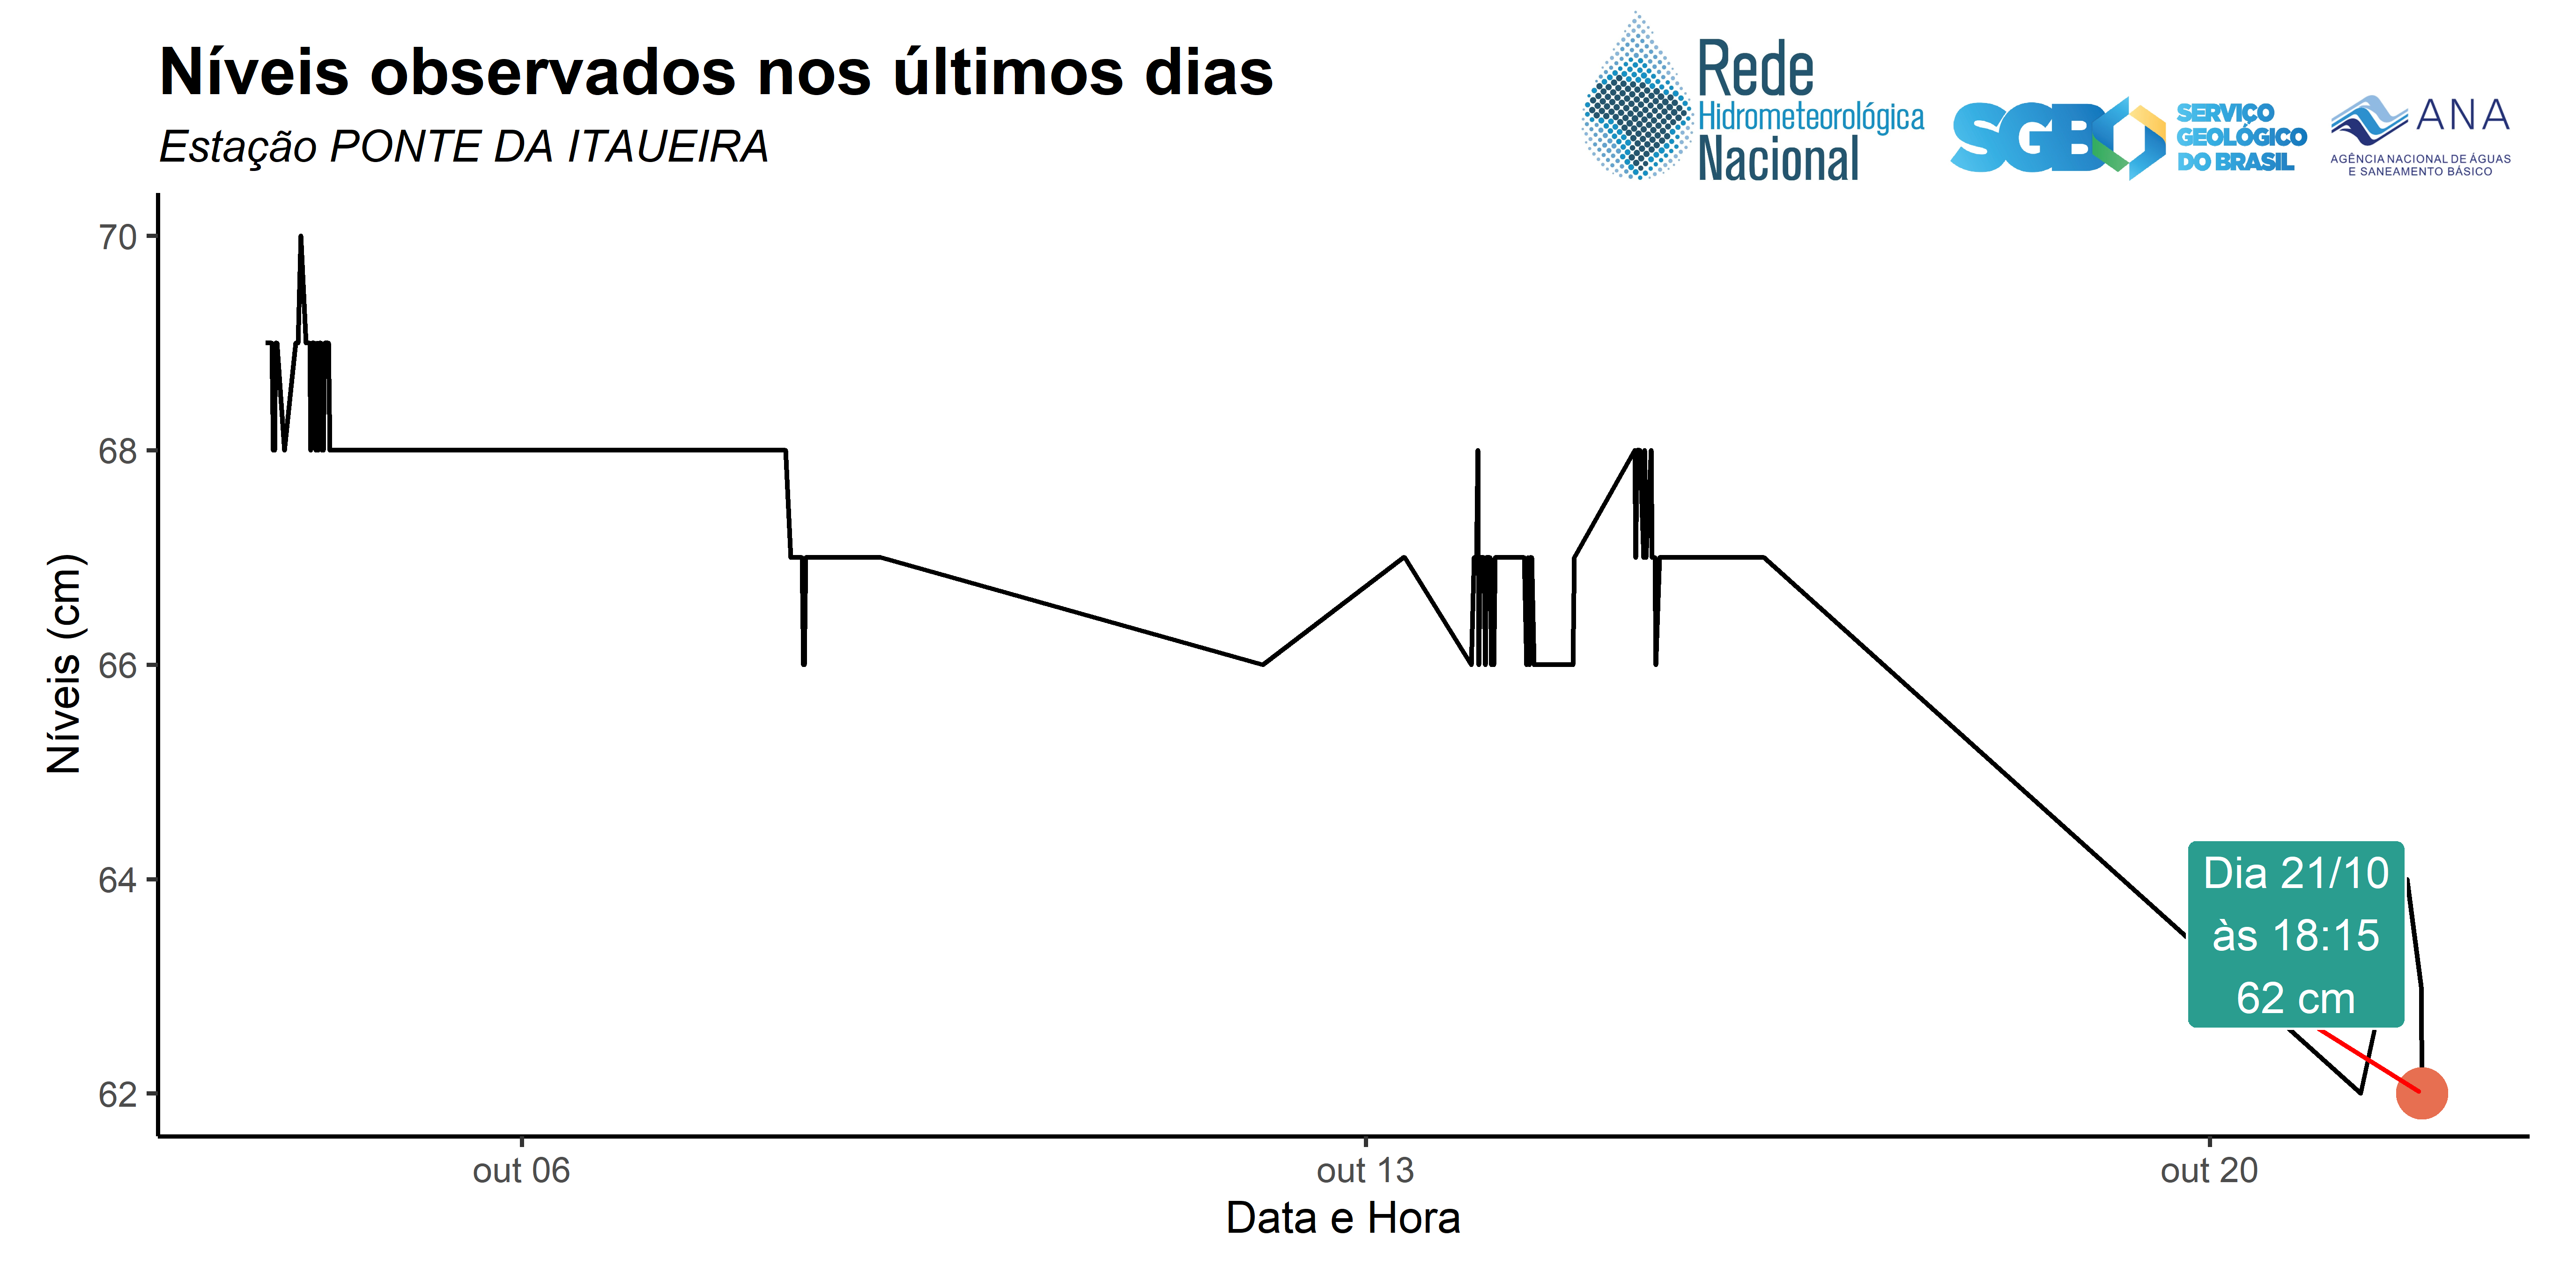 Níveis observados nos últimos dias
Estação PONTE DA ITAUEIRA
Rede
Hidrometeorológica
Nacional
SGB
SERVIÇO
GEOLÓGICO
DO BRASIL
ANA
AGÊNCIA NACIONAL DE ÁGUAS
E SANEAMENTO BÁSICO
Níveis (cm)
70
68
66
64
62
Dia 21/10
às 18:15
62 cm
out 06
out 13
out 20
Data e Hora